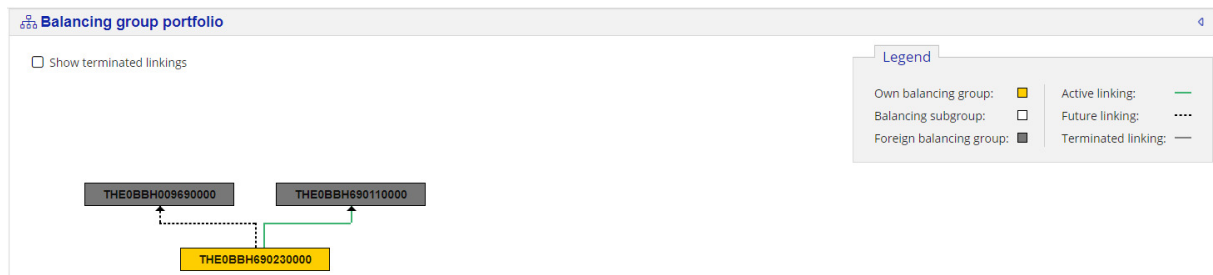 Balancing group portfolio
Show terminated linkings
Legend
Own balancing group:
Active linking:
Balancing subgroup:
Future linking:
Foreign balancing group:
Terminated linking:
THE0BBH009690000
THE0BBH690110000
THE0BBH690230000